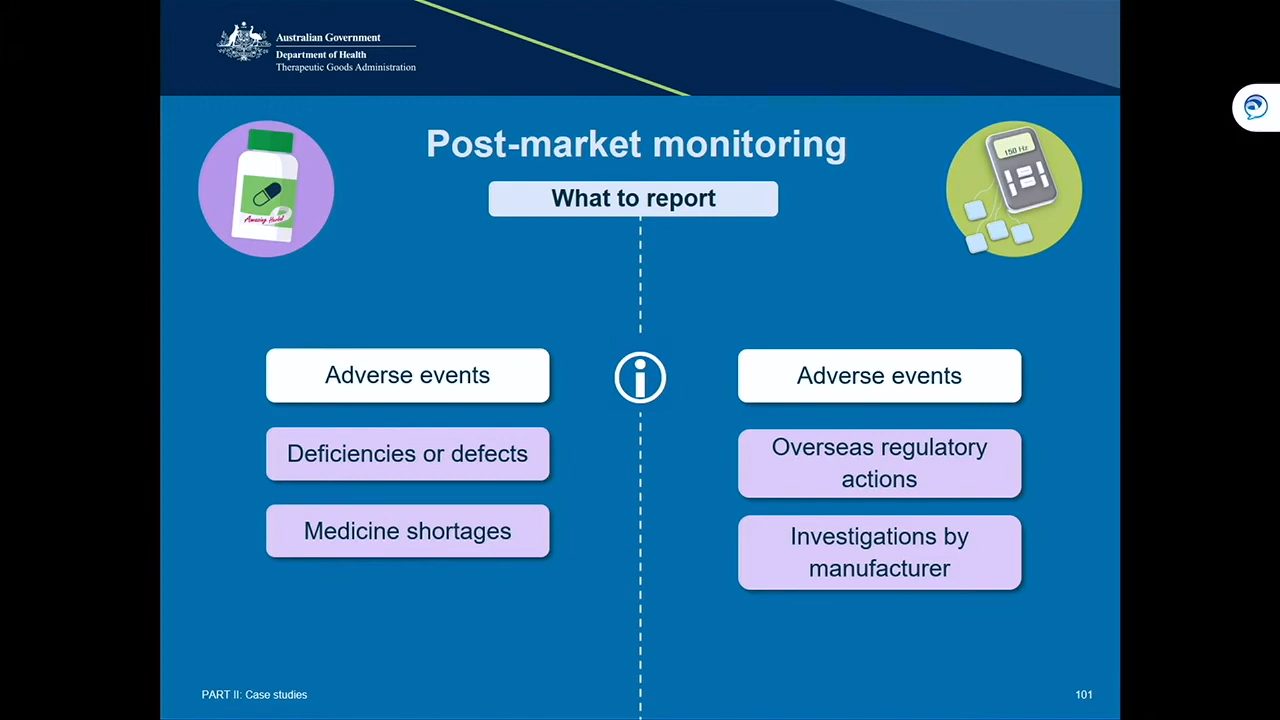 Australian Government
Department of Health
Therapeutic Goods Administration
Post-market monitoring
What to report
Amazing Herbal
150 Hz
Adverse events
Deficiencies or defects
Medicine shortages
Adverse events
Overseas regulatory
actions
Investigations by
manufacturer
PART II: Case studies
101